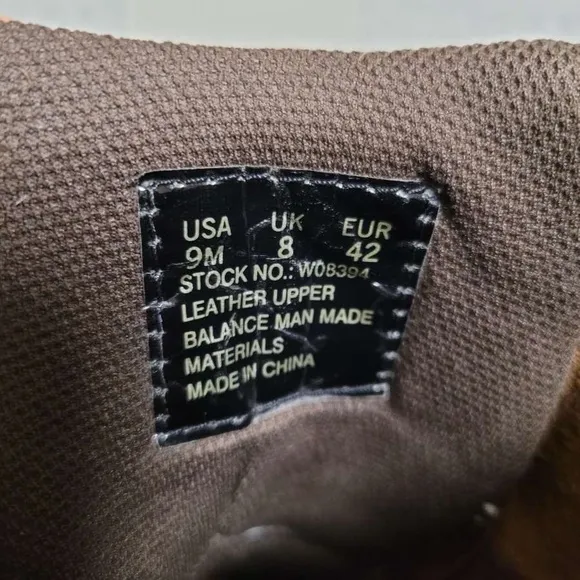 USA UK EUR
9M 8 42
STOCK NO.: W08394
LEATHER UPPER
BALANCE MAN MADE
MATERIALS
MADE IN CHINA